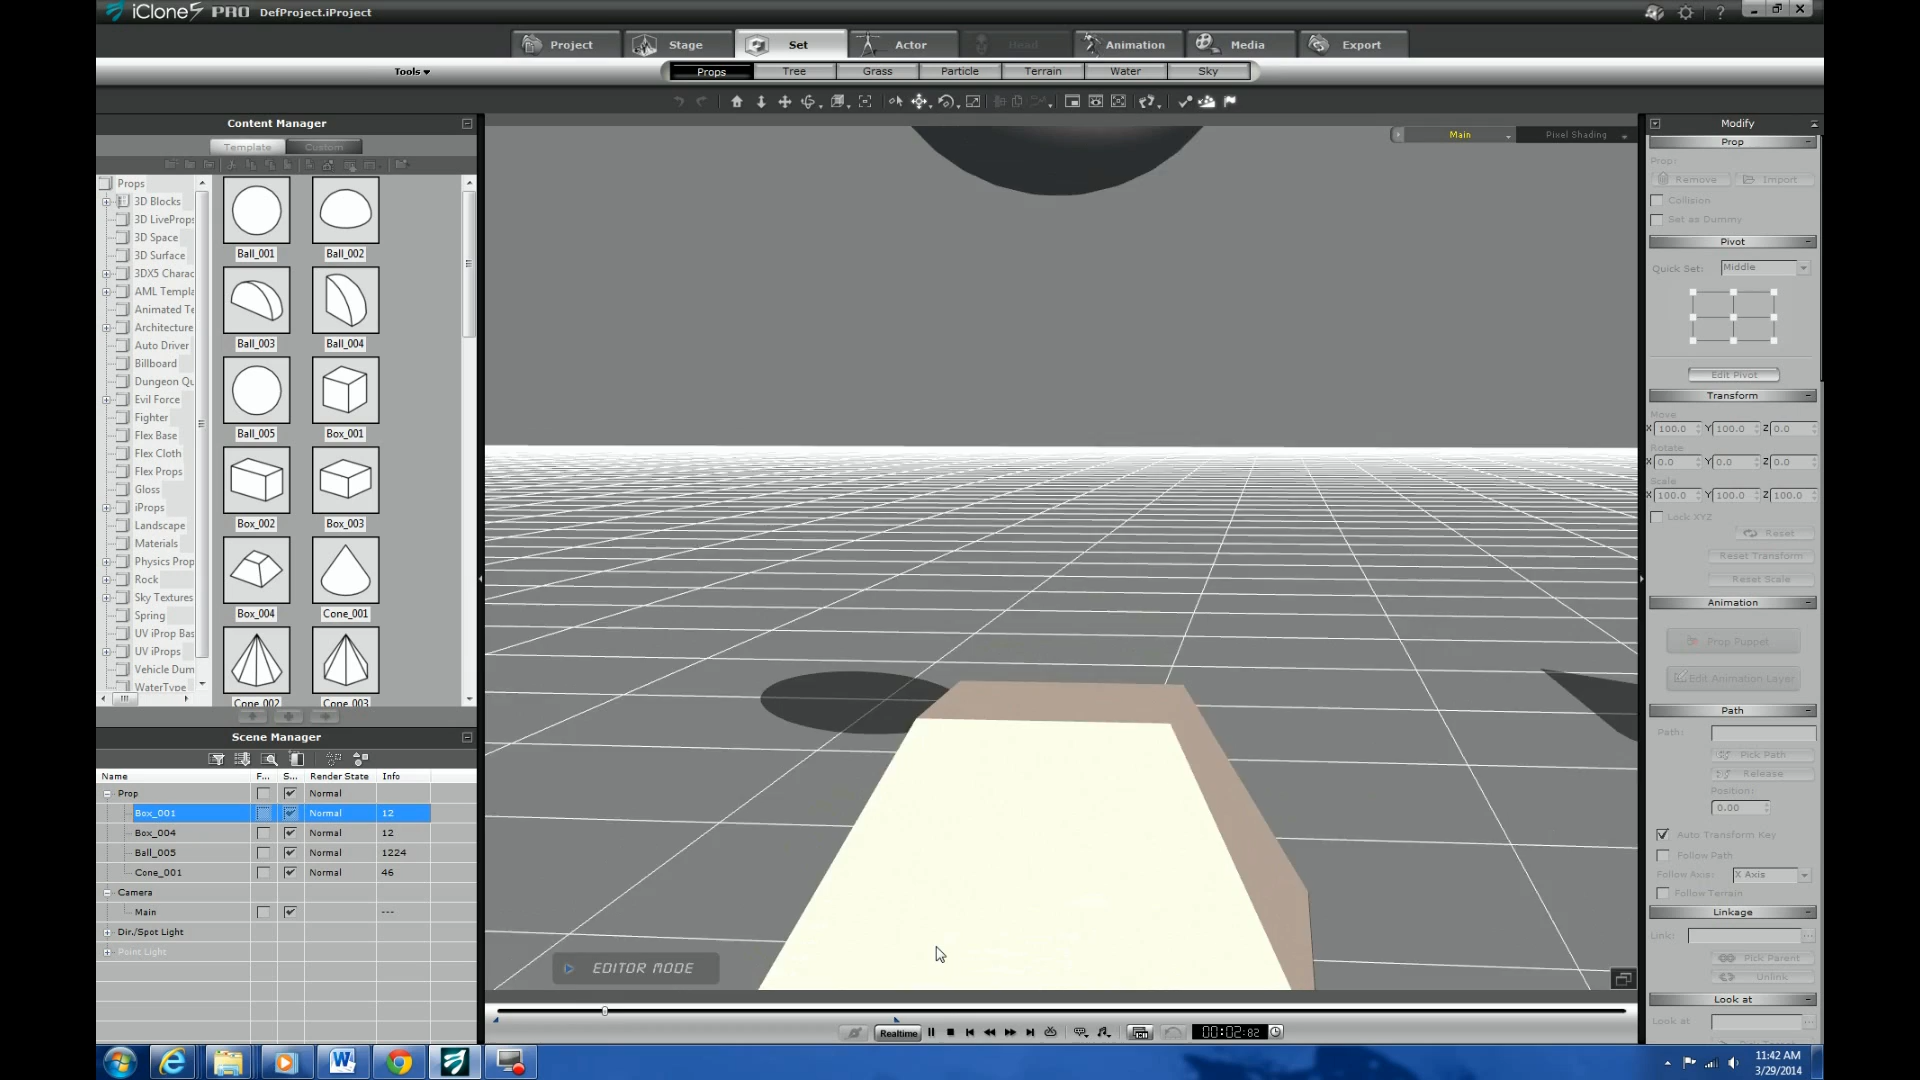 iClone5 PRO DefProject.iProject
?
Project Stage Set Actor Head Animation Media Export
Tools
Props Tree Grass Particle Terrain Water Sky
Content Manager
Template Custom
Props
3D Blocks
3D LiveProps
3D Space
3D Surface
3DX5 Charac
AML Templa
Animated Te
Architecture
Auto Driver
Billboard
Dungeon Qu
Evil Force
Fighter
Flex Base
Flex Cloth
Flex Props
Gloss
iProps
Landscape
Materials
Physics Prop
Rock
Sky Textures
Spring
UV iProp Bas
UV iProps
Vehicle Dum
WaterType
Ball_001 Ball_002
Ball_003 Ball_004
Ball_005 Box_001
Box_002 Box_003
Box_004 Cone_001
Cone_002 Cone_003
Scene Manager
Name F... S... Render State Info
Prop Normal
Box_001 Normal 12
Box_004 Normal 12
Ball_005 Normal 1224
Cone_001 Normal 46
Camera
Main ---
Dir./Spot Light
Point Light
Main Pixel Shading
EDITOR MODE
Realtime 00:02:82
Modify
Prop
Prop:
Remove Import
Collision
Set as Dummy
Pivot
Quick Set: Middle
Edit Pivot
Transform
Move
X 100.0 Y 100.0 Z 0.0
Rotate
X 0.0 Y 0.0 Z 0.0
Scale
X 100.0 Y 100.0 Z 100.0
Lock XYZ
Reset
Reset Transform
Reset Scale
Animation
Prop Puppet
Edit Animation Layer
Path
Path:
Pick Path
Release
Position:
0.00
Auto Transform Key
Follow Path
Follow Axis: X Axis
Follow Terrain
Linkage
Link: ...
Pick Parent
Unlink
Look at
Look at ...
11:42 AM
3/29/2014